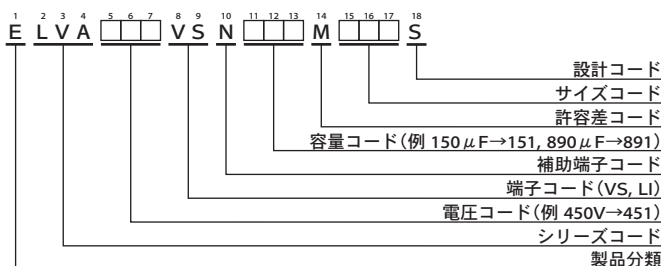 1 2 3 4 5 6 7 8 9 10 11 12 13 14 15 16 17 18
E L V A □□□ V S N □□□ M □□□ S
設計コード
サイズコード
許容差コード
容量コード(例 150μF→151, 890μF→891)
補助端子コード
端子コード(VS, LI)
電圧コード(例 450V→451)
シリーズコード
製品分類